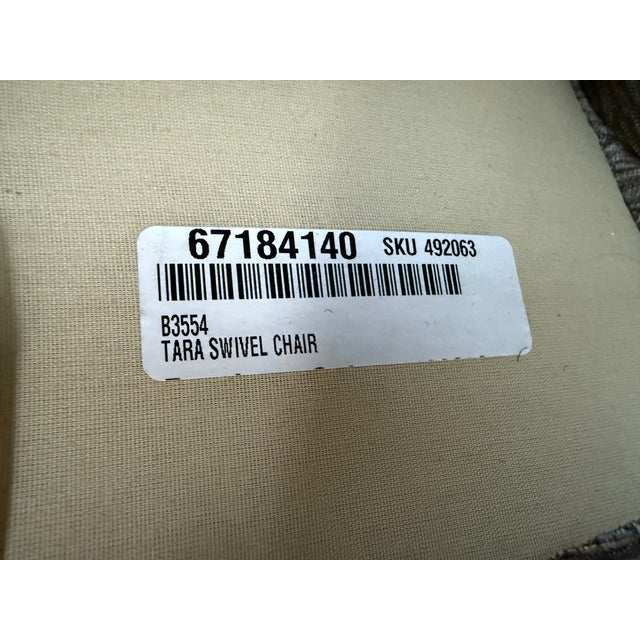 67184140 SKU 492063
B3554
TARA SWIVEL CHAIR